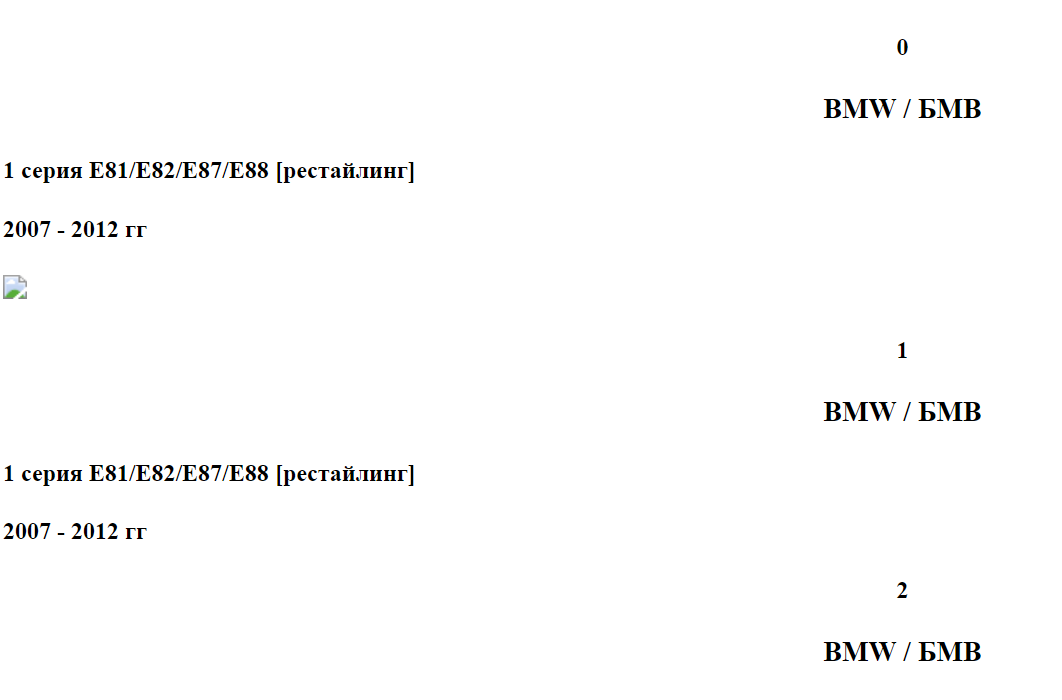 0
BMW / БМВ
1 серия E81/E82/E87/E88 [рестайлинг]
2007 - 2012 гг
1
BMW / БМВ
1 серия E81/E82/E87/E88 [рестайлинг]
2007 - 2012 гг
2
BMW / БМВ